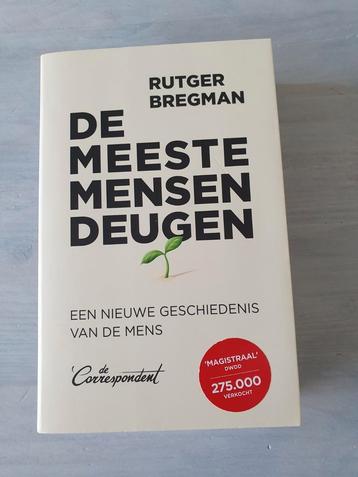 RUTGER
BREGMAN
DE
MEESTE
MENSEN
DEUGEN
EEN NIEUWE GESCHIEDENIS
VAN DE MENS
de
Correspondent
'MAGISTRAAL'
DWDD
275.000
VERKOCHT